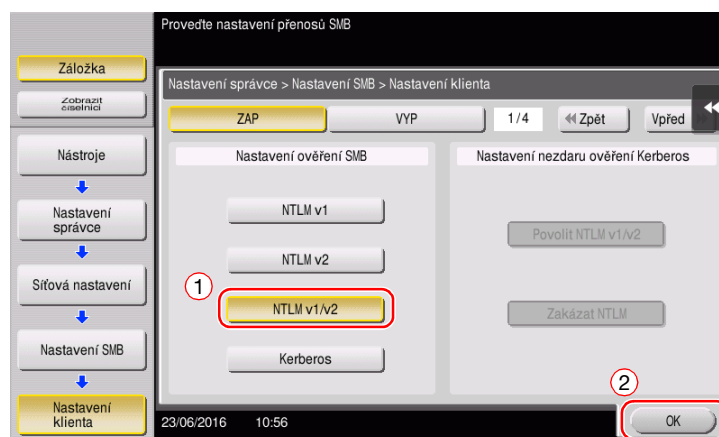 Proveďte nastavení přenosů SMB
Záložka
Zobrazit
číselníci
Nástroje
Nastavení
správce
Síťová nastavení
Nastavení SMB
Nastavení
klienta
Nastavení správce > Nastavení SMB > Nastavení klienta
ZAP
VYP
1/4
Zpět
Vpřed
Nastavení ověření SMB
Nastavení nezdaru ověření Kerberos
NTLM v1
NTLM v2
1
NTLM v1/v2
Kerberos
Povolit NTLM v1/v2
Zakázat NTLM
2
23/06/2016 10:56
OK